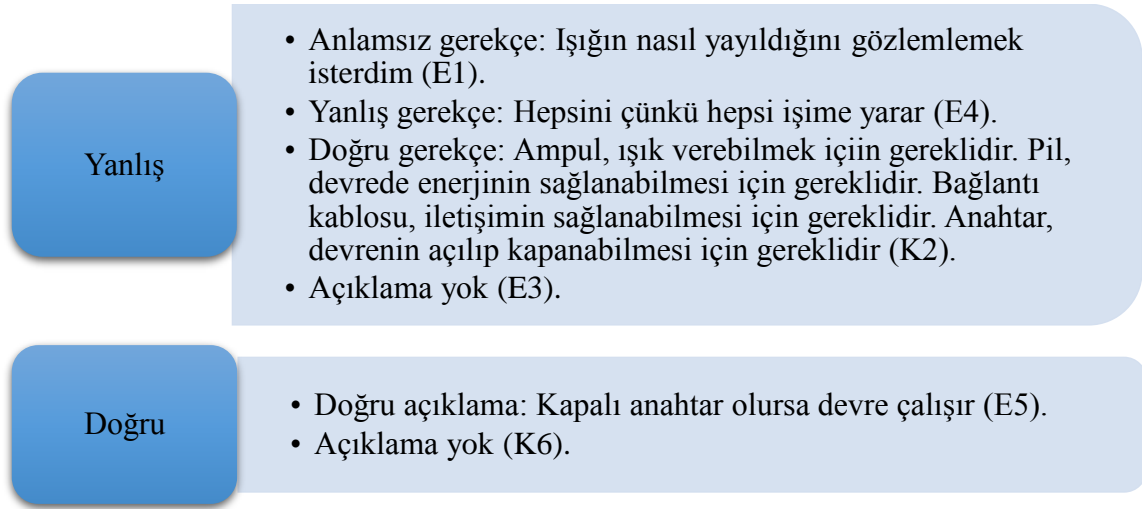 Yanlış
• Anlamsız gerekçe: Işığın nasıl yayıldığını gözlemlemek
isterdim (E1).
• Yanlış gerekçe: Hepsini çünkü hepsi işime yarar (E4).
• Doğru gerekçe: Ampul, ışık verebilmek içiin gereklidir. Pil,
devrede enerjinin sağlanabilmesi için gereklidir. Bağlantı
kablosu, iletişimin sağlanabilmesi için gereklidir. Anahtar,
devrenin açılıp kapanabilmesi için gereklidir (K2).
• Açıklama yok (E3).
Doğru
• Doğru açıklama: Kapalı anahtar olursa devre çalışır (E5).
• Açıklama yok (K6).